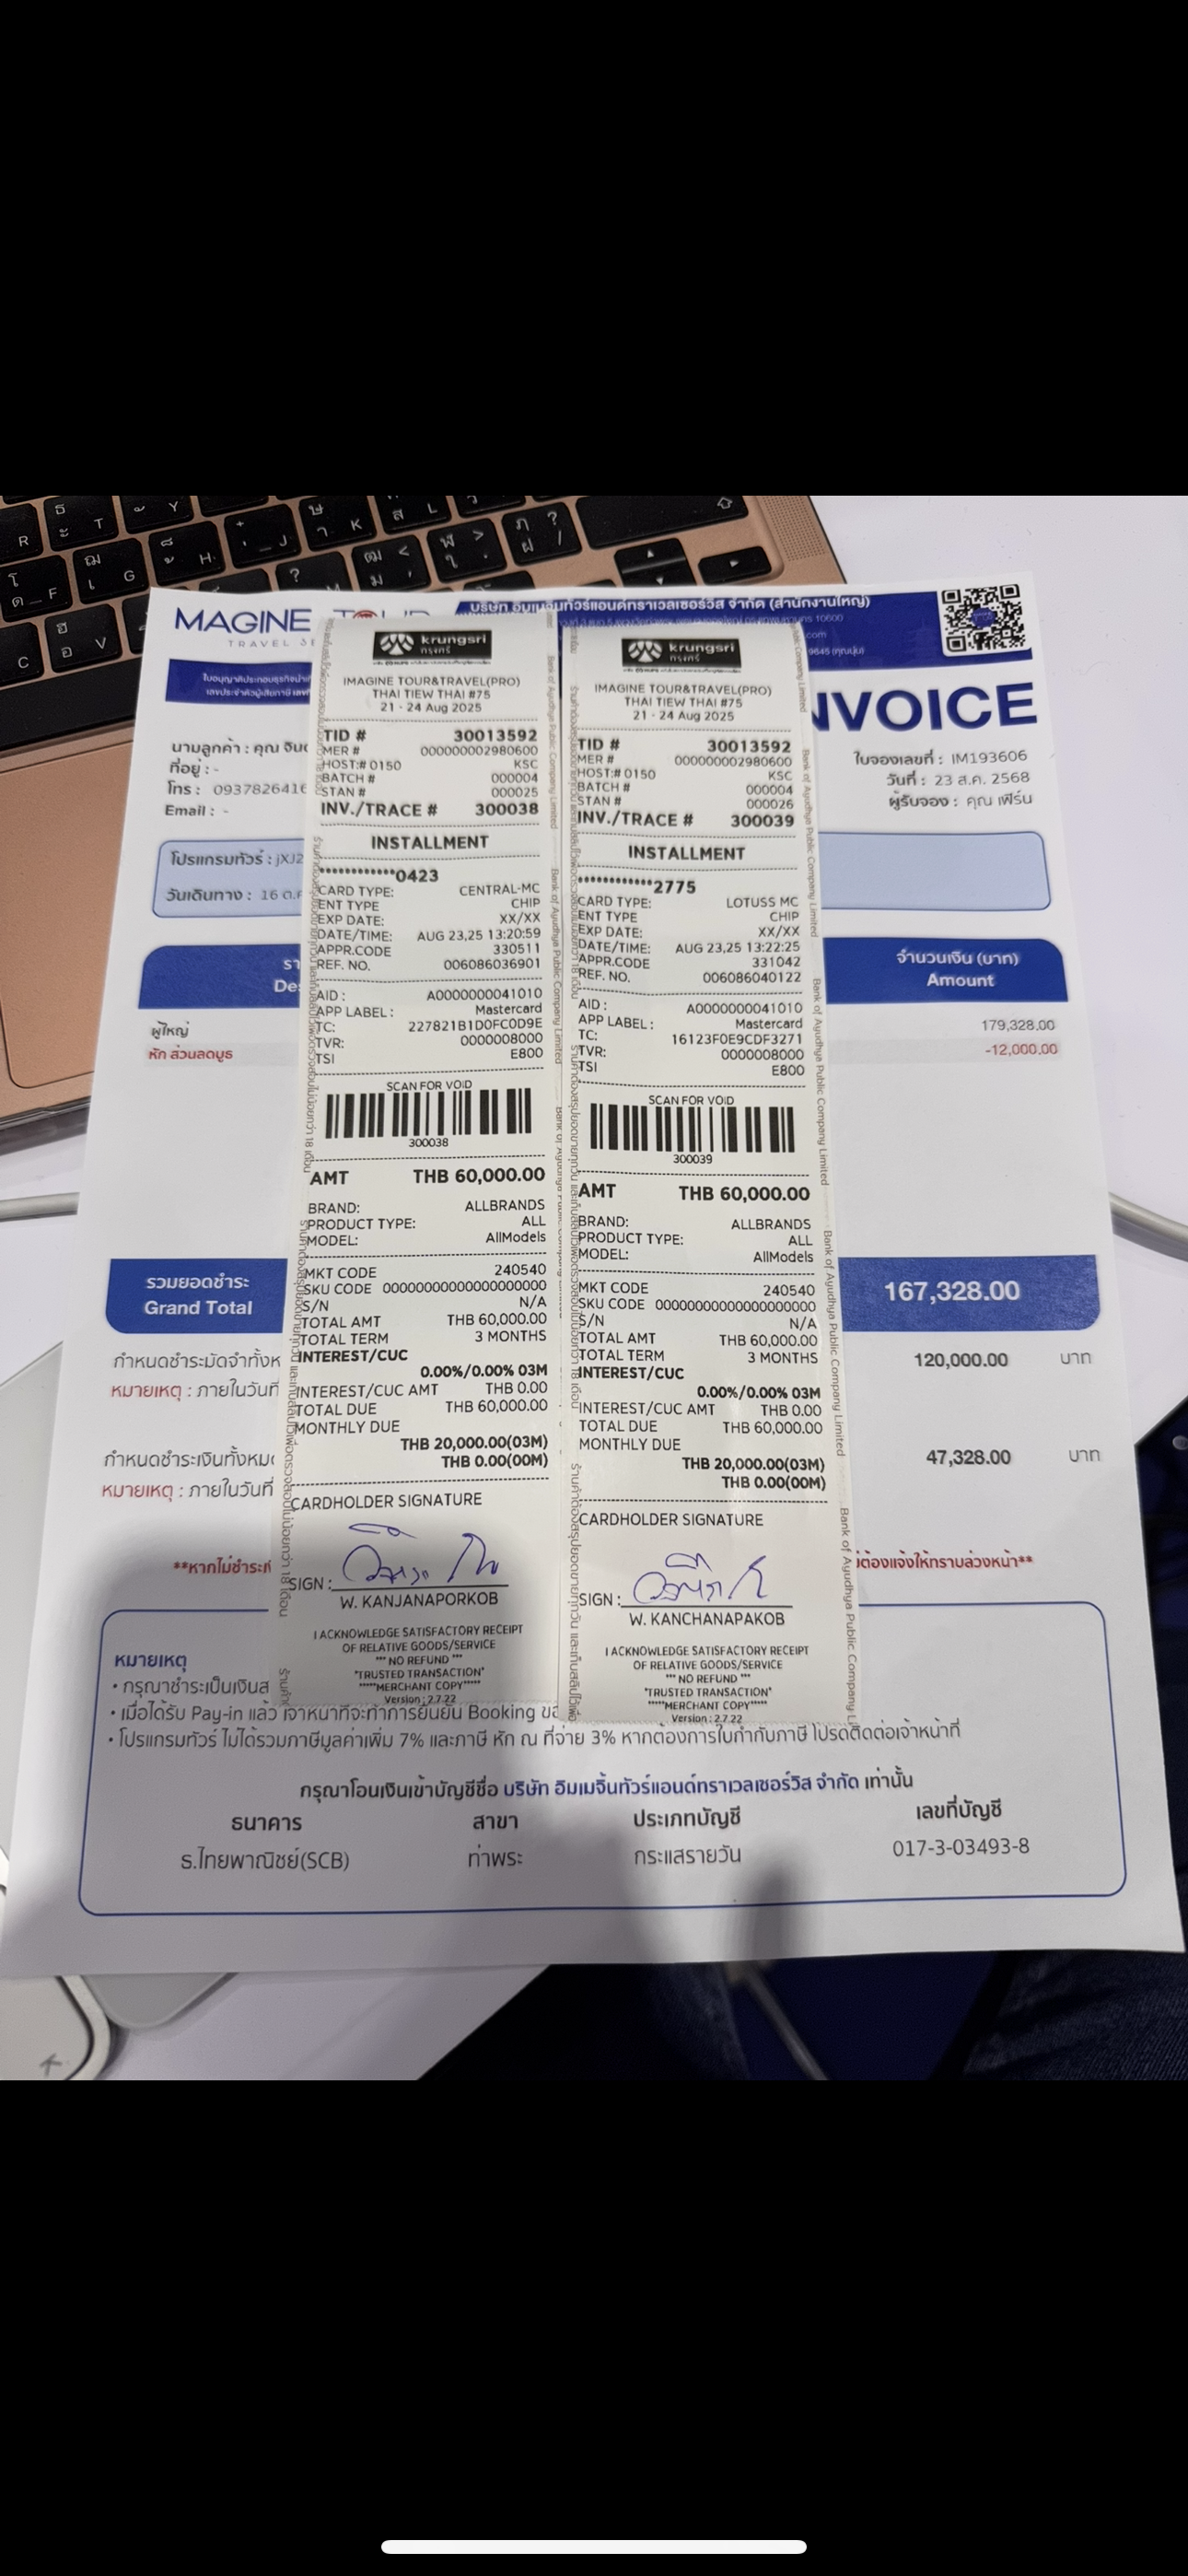 MAGINE
TRAVEL
บริษัท อิมเมจิ้นทัวร์แอนด์ทราเวลเซอร์วิส จำกัด (สำนักงานใหญ่)
INVOICE
นามลูกค้า : คุณ
ที่อยู่ : -
โทร : 0937826416
Email : -
ใบจองเลขที่ : IM193606
วันที่ : 23 ส.ค. 2568
ผู้รับจอง : คุณ เฟิร์น
โปรแกรมทัวร์ :
วันเดินทาง : 16
จำนวนเงิน (บาท)
Amount
ผู้ใหญ่
179,328.00
หัก ส่วนลดบูธ
-12,000.00
รวมยอดชำระ
Grand Total
167,328.00
กำหนดชำระมัดจำ
120,000.00 บาท
หมายเหตุ : ภายในวันที่
กำหนดชำระเงิน
47,328.00 บาท
หมายเหตุ : ภายในวันที่
ต้องแจ้งให้ทราบล่วงหน้า**
krungsri
กรุงศรี
IMAGINE TOUR&TRAVEL(PRO)
THAI TIEW THAI #75
21 - 24 Aug 2025
TID # 30013592
MER # 000000002980600
HOST:# 0150 KSC
BATCH # 000004
STAN # 000025
INV./TRACE # 300038
INSTALLMENT
************0423
CARD TYPE: CENTRAL-MC
ENT TYPE CHIP
EXP DATE: XX/XX
DATE/TIME: AUG 23,25 13:20:59
APPR.CODE 330511
REF. NO. 006086036901
AID : A0000000041010
APP LABEL : Mastercard
TC: 227821B1D0FC0D9E
TVR: 0000008000
TSI E800
SCAN FOR VOID
300038
AMT THB 60,000.00
BRAND: ALLBRANDS
PRODUCT TYPE: ALL
MODEL: AllModels
MKT CODE 240540
SKU CODE 00000000000000000000
S/N N/A
TOTAL AMT THB 60,000.00
TOTAL TERM 3 MONTHS
INTEREST/CUC
0.00%/0.00% 03M
INTEREST/CUC AMT THB 0.00
TOTAL DUE THB 60,000.00
MONTHLY DUE
THB 20,000.00(03M)
THB 0.00(00M)
CARDHOLDER SIGNATURE
SIGN :
W. KANJANAPORKOB
I ACKNOWLEDGE SATISFACTORY RECEIPT
OF RELATIVE GOODS/SERVICE
*** NO REFUND ***
*TRUSTED TRANSACTION*
*****MERCHANT COPY*****
Version : 2.7.22
krungsri
กรุงศรี
IMAGINE TOUR&TRAVEL(PRO)
THAI TIEW THAI #75
21 - 24 Aug 2025
TID # 30013592
MER # 000000002980600
HOST:# 0150 KSC
BATCH # 000004
STAN # 000026
INV./TRACE # 300039
INSTALLMENT
************2775
CARD TYPE: LOTUSS MC
ENT TYPE CHIP
EXP DATE: XX/XX
DATE/TIME: AUG 23,25 13:22:25
APPR.CODE 331042
REF. NO. 006086040122
AID : A0000000041010
APP LABEL : Mastercard
TC: 16123F0E9CDF3271
TVR: 0000008000
TSI E800
SCAN FOR VOID
300039
AMT THB 60,000.00
BRAND: ALLBRANDS
PRODUCT TYPE: ALL
MODEL: AllModels
MKT CODE 240540
SKU CODE 00000000000000000000
S/N N/A
TOTAL AMT THB 60,000.00
TOTAL TERM 3 MONTHS
INTEREST/CUC
0.00%/0.00% 03M
INTEREST/CUC AMT THB 0.00
TOTAL DUE THB 60,000.00
MONTHLY DUE
THB 20,000.00(03M)
THB 0.00(00M)
CARDHOLDER SIGNATURE
SIGN :
W. KANCHANAPAKOB
I ACKNOWLEDGE SATISFACTORY RECEIPT
OF RELATIVE GOODS/SERVICE
*** NO REFUND ***
*TRUSTED TRANSACTION*
*****MERCHANT COPY*****
Version : 2.7.22
Bank of Ayudhya Public Company Limited
หมายเหตุ
• กรุณาชำระเป็นเงิน
• เมื่อได้รับ Pay-in แล้ว เจ้าหน้าที่จะทำการยืนยัน Booking
• โปรแกรมทัวร์ ไม่ได้รวมภาษีมูลค่าเพิ่ม 7% และภาษี หัก ณ ที่จ่าย 3% หากต้องการใบกำกับภาษี โปรดติดต่อเจ้าหน้าที่
กรุณาโอนเงินเข้าบัญชีชื่อ บริษัท อิมเมจิ้นทัวร์แอนด์ทราเวลเซอร์วิส จำกัด เท่านั้น
ธนาคาร สาขา ประเภทบัญชี เลขที่บัญชี
ธ.ไทยพาณิชย์(SCB) ท่าพระ กระแสรายวัน 017-3-03493-8